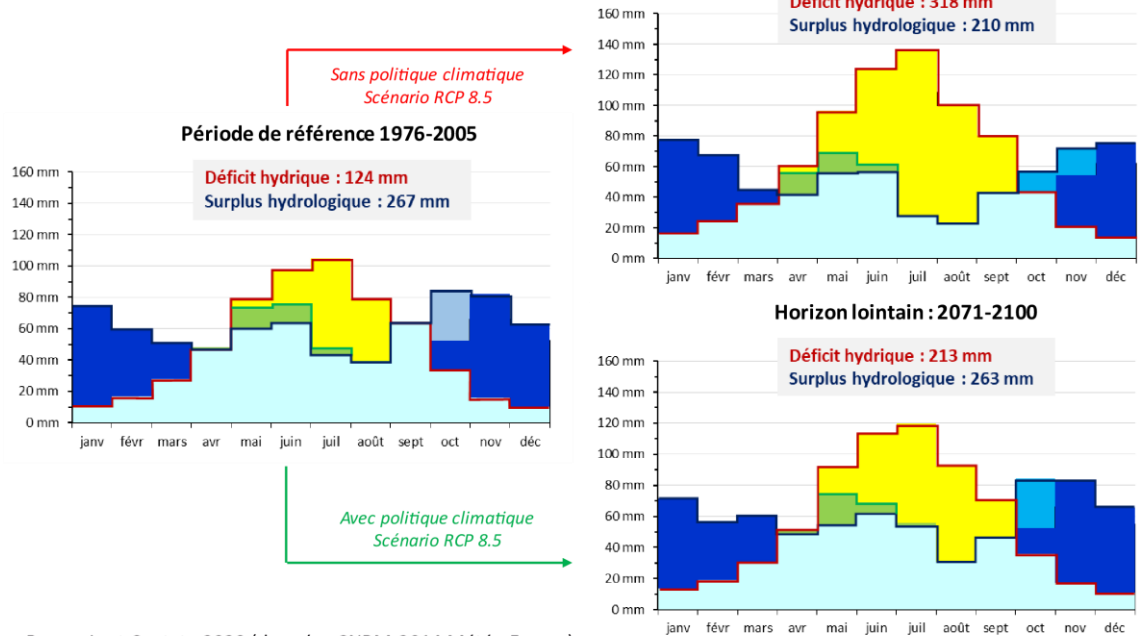 Sans politique climatique
Scénario RCP 8.5
Période de référence 1976-2005
Déficit hydrique : 124 mm
Surplus hydrologique : 267 mm
160 mm
140 mm
120 mm
100 mm
80 mm
60 mm
40 mm
20 mm
0 mm
janv févr mars avr mai juin juil août sept oct nov déc
Avec politique climatique
Scénario RCP 8.5
Déficit hydrique : 318 mm
Surplus hydrologique : 210 mm
160 mm
140 mm
120 mm
100 mm
80 mm
60 mm
40 mm
20 mm
0 mm
janv févr mars avr mai juin juil août sept oct nov déc
Horizon lointain : 2071-2100
Déficit hydrique : 213 mm
Surplus hydrologique : 263 mm
160 mm
140 mm
120 mm
100 mm
80 mm
60 mm
40 mm
20 mm
0 mm
janv févr mars avr mai juin juil août sept oct nov déc